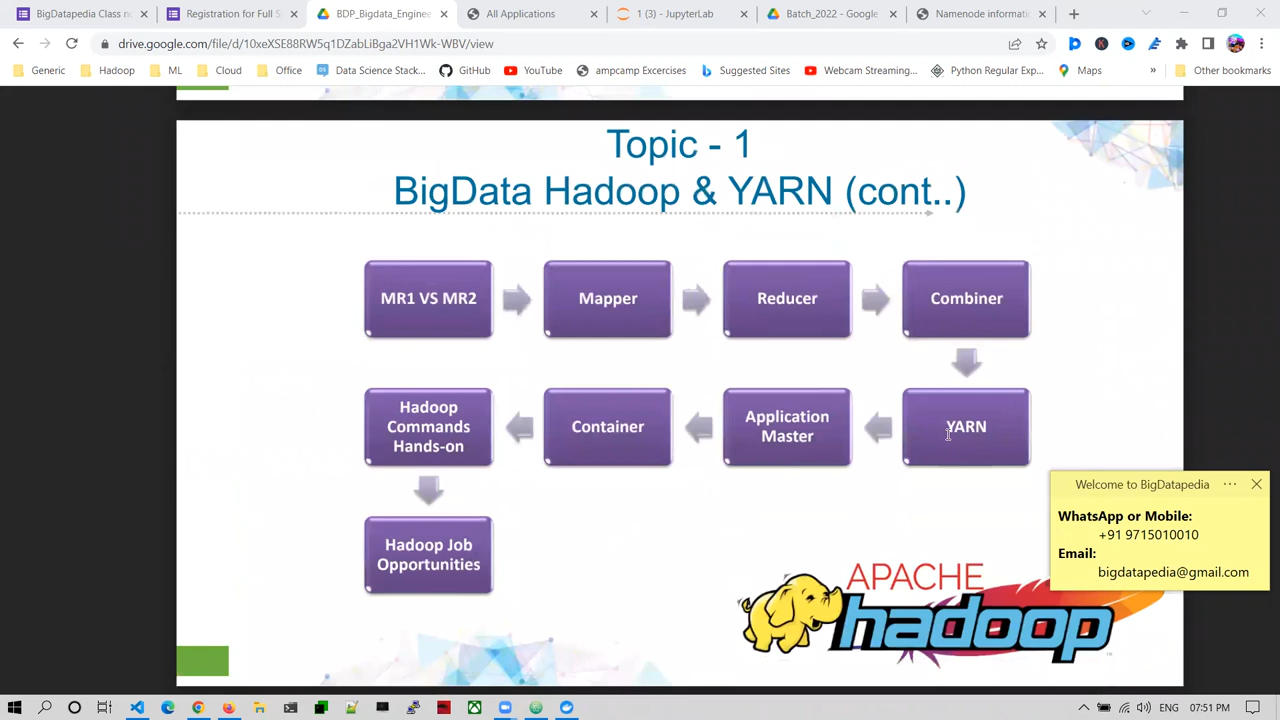 BigDatapedia Class n
Registration for Full S
BDP_Bigdata_Enginee
All Applications
1 (3) - JupyterLab
Batch_2022 - Google
Namenode informati
drive.google.com/file/d/10xeXSE88RW5q1DZabLiBga2VH1Wk-WBV/view
Generic
Hadoop
ML
Cloud
Office
Data Science Stack...
GitHub
YouTube
ampcamp Excercises
Suggested Sites
Webcam Streaming...
Python Regular Exp...
Maps
»
Other bookmarks
Topic - 1
BigData Hadoop & YARN (cont..)
MR1 VS MR2
Mapper
Reducer
Combiner
Hadoop
Commands
Hands-on
Container
Application
Master
YARN
Hadoop Job
Opportunities
Welcome to BigDatapedia
WhatsApp or Mobile:
+91 9715010010
Email:
bigdatapedia@gmail.com
APACHE
hadoop
ENG
07:51 PM